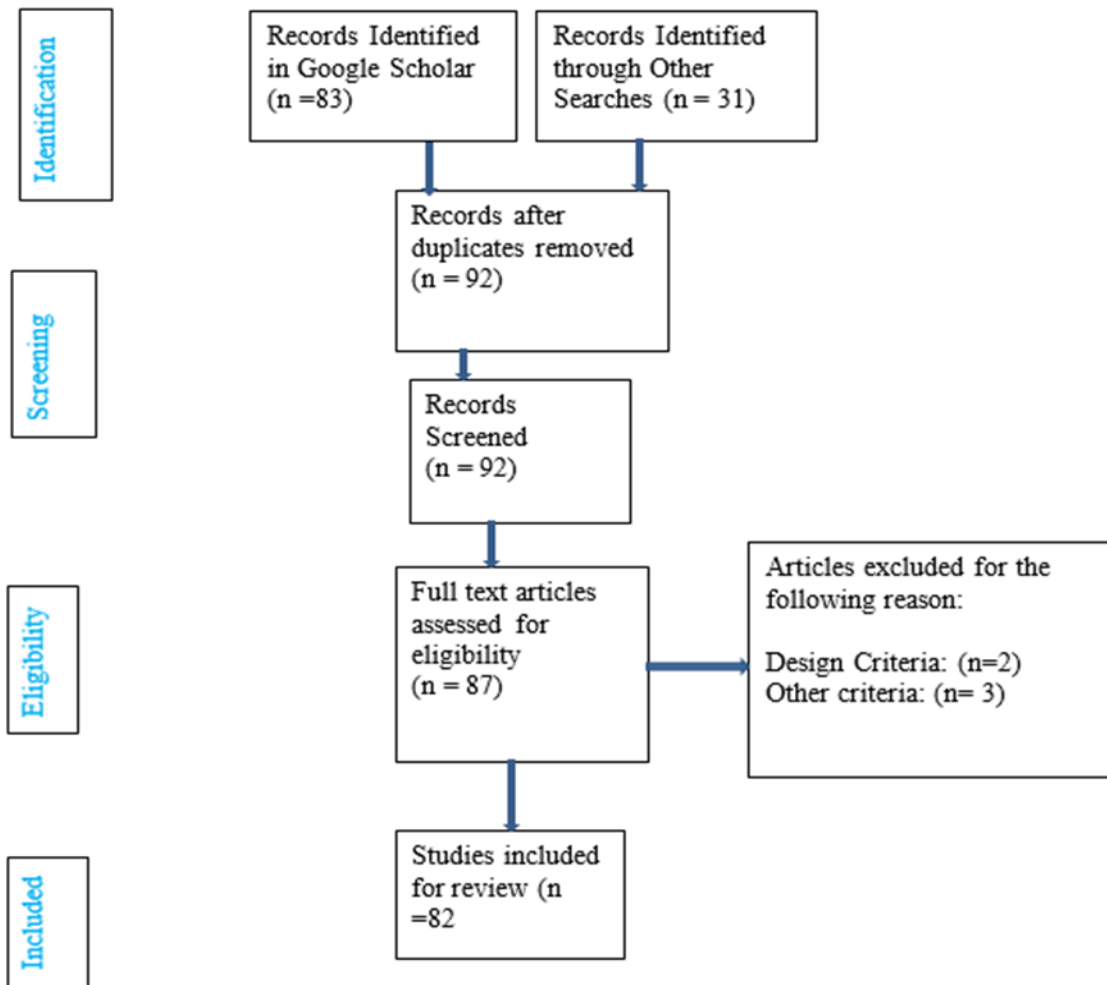 Identification
Records Identified
in Google Scholar
(n =83)
Records Identified
through Other
Searches (n = 31)
Records after
duplicates removed
(n = 92)
Screening
Records
Screened
(n = 92)
Eligibility
Full text articles
assessed for
eligibility
(n = 87)
Articles excluded for the
following reason:
Design Criteria: (n=2)
Other criteria: (n= 3)
Included
Studies included
for review (n
=82